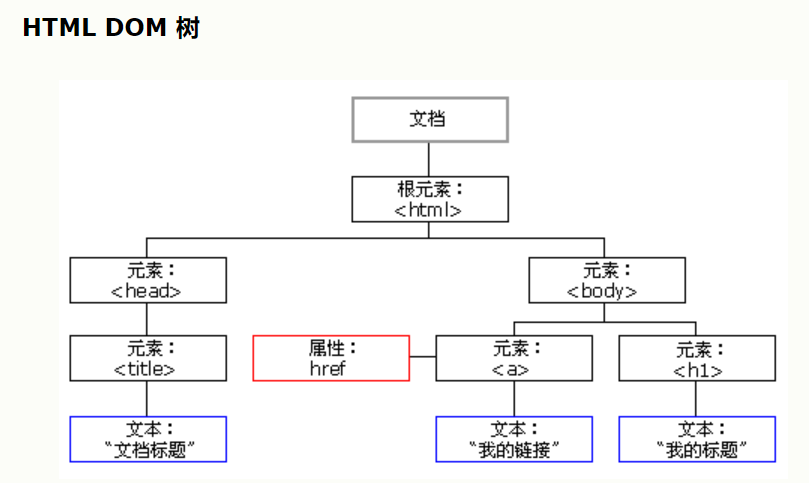 HTML DOM 树
文档
根元素：
<html>
元素：
<head>
元素：
<body>
元素：
<title>
属性：
href
元素：
<a>
元素：
<h1>
文本：
“文档标题”
文本：
“我的链接”
文本：
“我的标题”